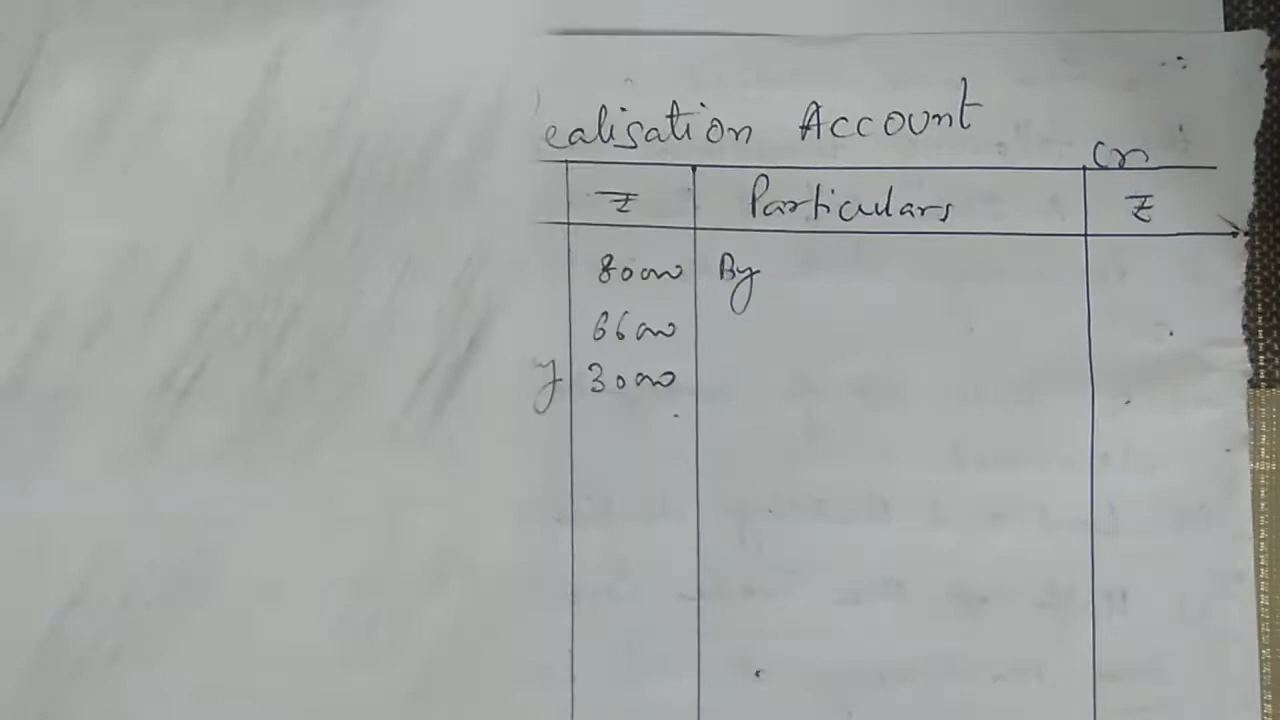 ealisation Account
Cr
₹ Particulars ₹
8000 By
6600
y 3000